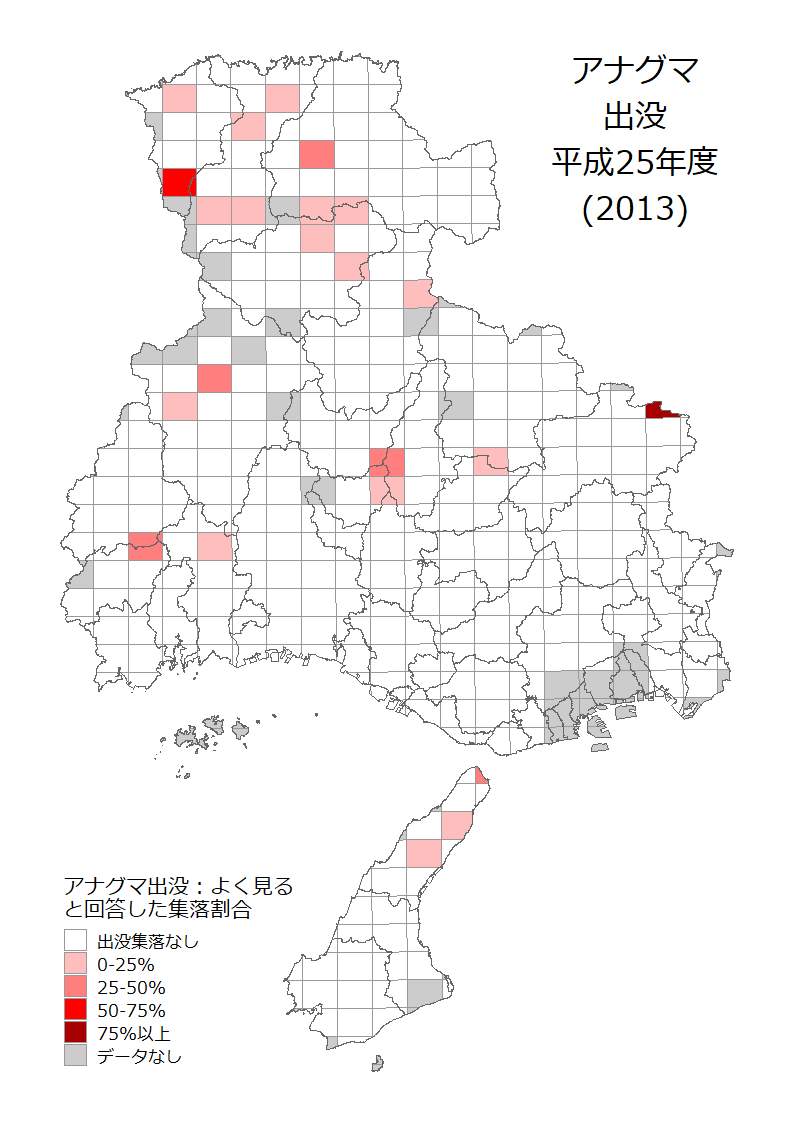 アナグマ
出没
平成25年度
(2013)
アナグマ出没：よく見る
と回答した集落割合
出没集落なし
0-25%
25-50%
50-75%
75%以上
データなし